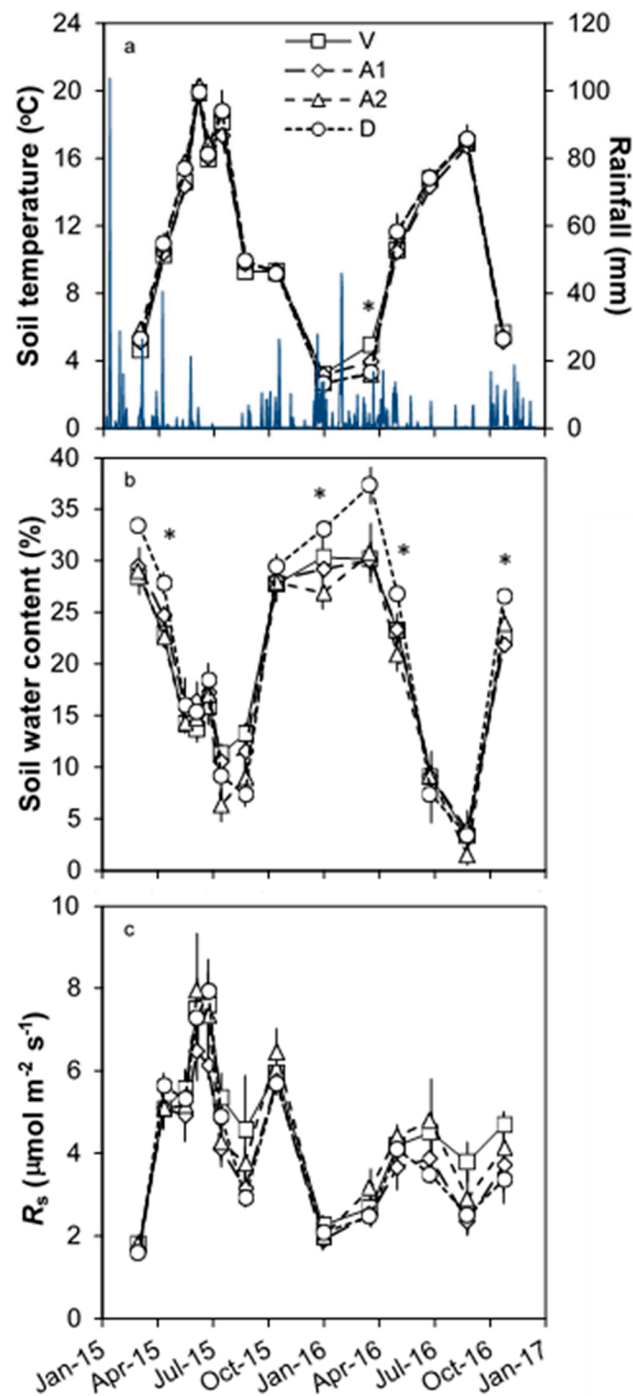 a
V
A1
A2
D
Soil temperature (ºC)
24
20
16
12
8
4
0
Rainfall (mm)
120
100
80
60
40
20
0
*
b
Soil water content (%)
40
35
30
25
20
15
10
5
0
*
*
*
*
c
Rs (µmol m-2 s-1)
10
8
6
4
2
0
Jan-15
Apr-15
Jul-15
Oct-15
Jan-16
Apr-16
Jul-16
Oct-16
Jan-17